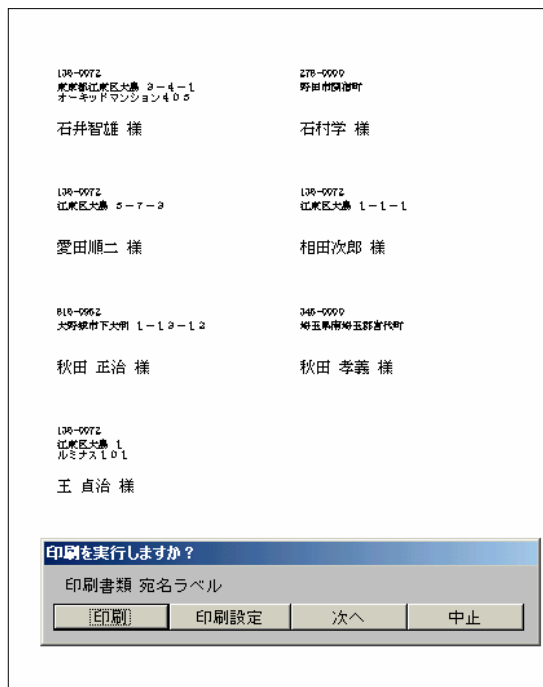 136-0072
東京都江東区大島 3-4-1
オーキッドマンション405
石井智雄 様
278-0000
野田市関宿町
石村学 様
136-0072
江東区大島 5-7-3
愛田順二 様
136-0072
江東区大島 1-1-1
相田次郎 様
816-0952
大野城市下大利 1-13-12
秋田 正治 様
345-0000
埼玉県南埼玉郡宮代町
秋田 孝義 様
136-0072
江東区大島 1
ルミナス101
王 貞治 様
印刷を実行しますか?
印刷書類 宛名ラベル
印刷
印刷設定
次へ
中止